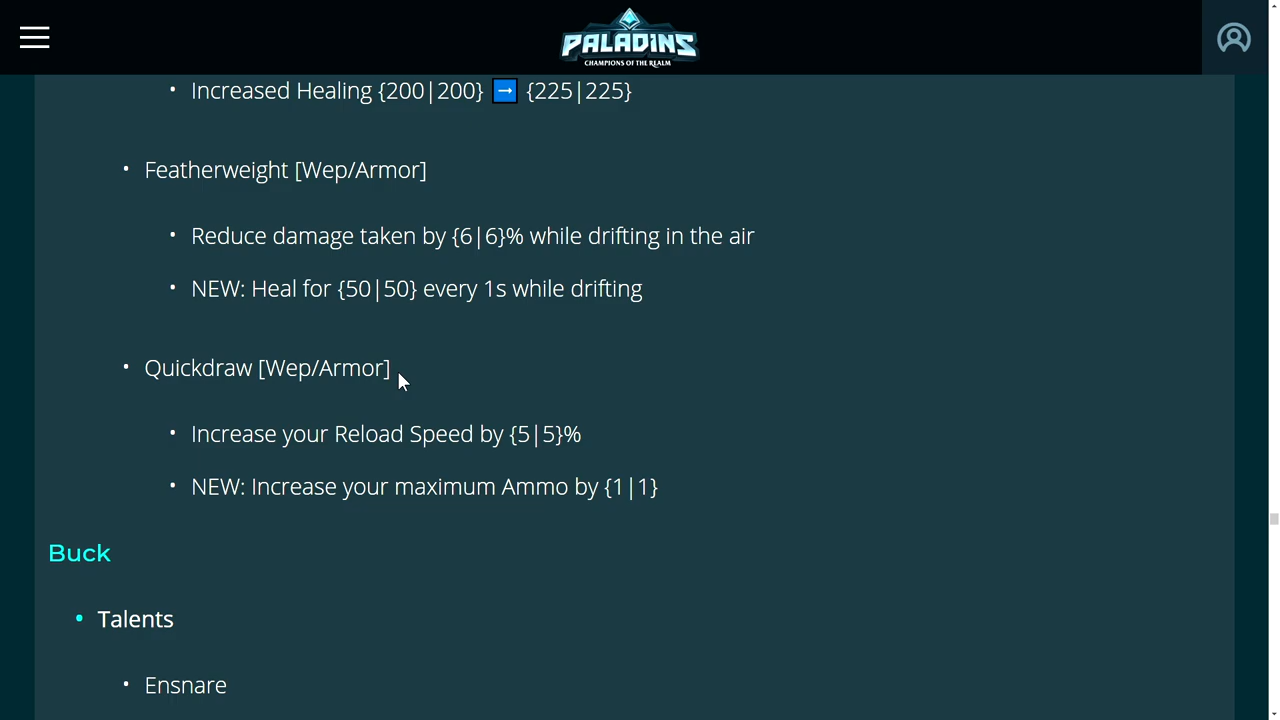 PALADINS
CHAMPIONS OF THE REALM
• Increased Healing {200|200} ➡ {225|225}
• Featherweight [Wep/Armor]
• Reduce damage taken by {6|6}% while drifting in the air
• NEW: Heal for {50|50} every 1s while drifting
• Quickdraw [Wep/Armor]
• Increase your Reload Speed by {5|5}%
• NEW: Increase your maximum Ammo by {1|1}
Buck
• Talents
• Ensnare